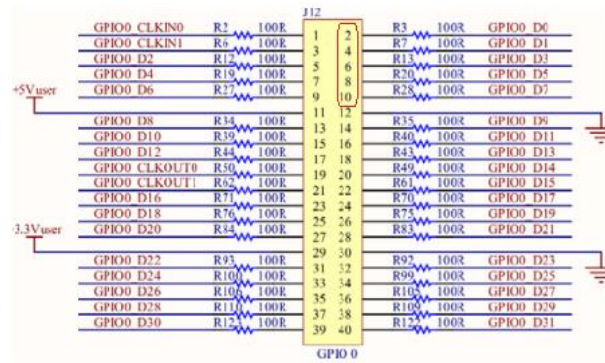 J12
GPIO0_CLKIN0 R2 100R 1 2 R3 100R GPIO0_D0
GPIO0_CLKIN1 R6 100R 3 4 R7 100R GPIO0_D1
GPIO0_D2 R12 100R 5 6 R13 100R GPIO0_D3
GPIO0_D4 R19 100R 7 8 R20 100R GPIO0_D5
GPIO0_D6 R27 100R 9 10 R28 100R GPIO0_D7
+5Vuser 11 12
GPIO0_D8 R34 100R 13 14 R35 100R GPIO0_D9
GPIO0_D10 R39 100R 15 16 R40 100R GPIO0_D11
GPIO0_D12 R44 100R 17 18 R43 100R GPIO0_D13
GPIO0_CLKOUT0 R50 100R 19 20 R49 100R GPIO0_D14
GPIO0_CLKOUT1 R62 100R 21 22 R61 100R GPIO0_D15
GPIO0_D16 R71 100R 23 24 R70 100R GPIO0_D17
GPIO0_D18 R76 100R 25 26 R75 100R GPIO0_D19
GPIO0_D20 R84 100R 27 28 R83 100R GPIO0_D21
3.3Vuser 29 30
GPIO0_D22 R93 100R 31 32 R92 100R GPIO0_D23
GPIO0_D24 100R 33 34 R99 100R GPIO0_D25
GPIO0_D26 100R 35 36 R105 100R GPIO0_D27
GPIO0_D28 100R 37 38 R109 100R GPIO0_D29
GPIO0_D30 100R 39 40 100R GPIO0_D31
GPIO 0